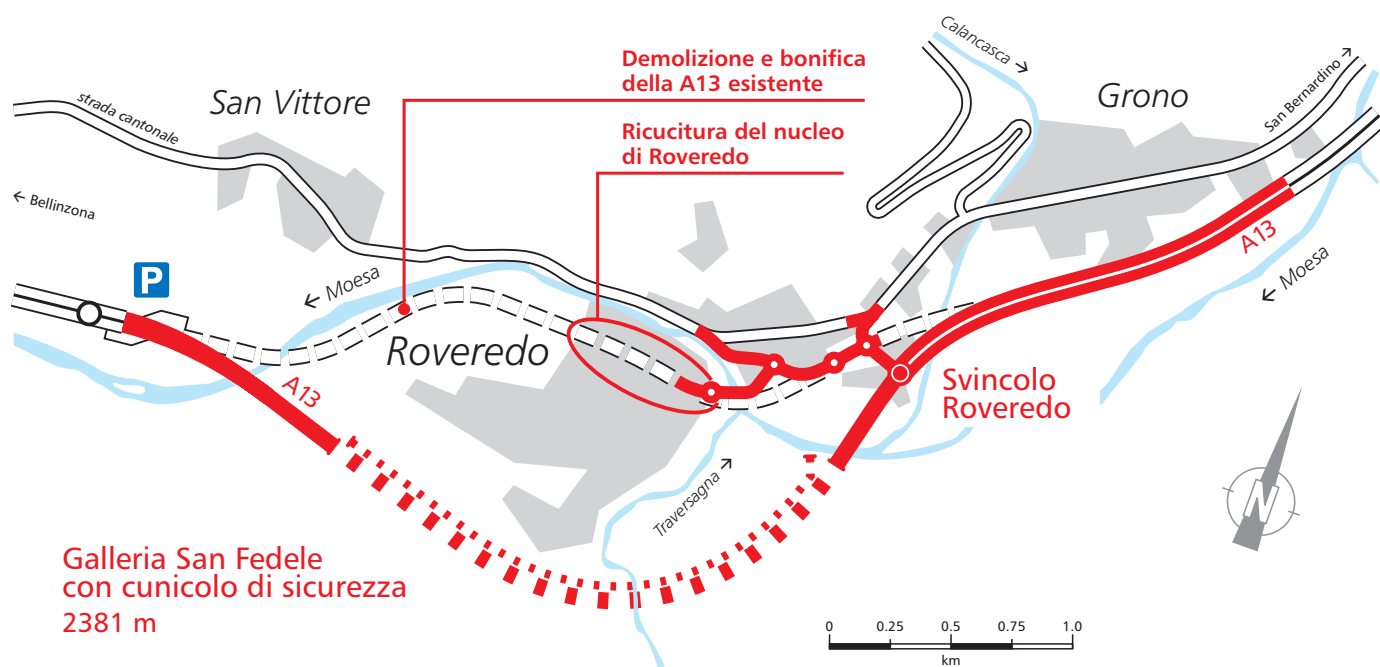 Calancasca →
Demolizione e bonifica
della A13 esistente
San Vittore
Grono
San Bernardino →
strada cantonale
Ricucitura del nucleo
di Roveredo
← Bellinzona
A13
← Moesa
P
← Moesa
Roveredo
A13
Svincolo
Roveredo
Traversagna →
N
Galleria San Fedele
con cunicolo di sicurezza
2381 m
0 0.25 0.5 0.75 1.0
km